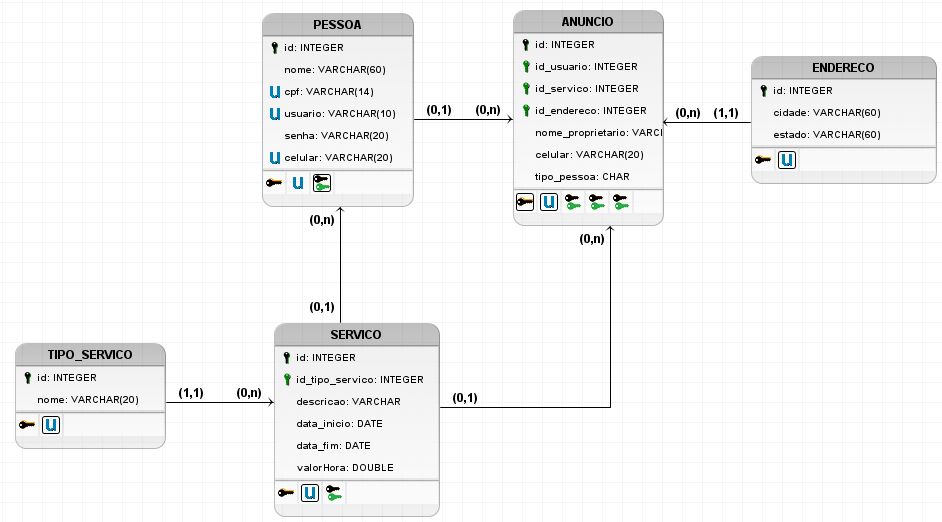 PESSOA
id: INTEGER
nome: VARCHAR(60)
U cpf: VARCHAR(14)
U usuario: VARCHAR(10)
senha: VARCHAR(20)
U celular: VARCHAR(20)
U
(0,1)
(0,n)
ANUNCIO
id: INTEGER
id_usuario: INTEGER
id_servico: INTEGER
id_endereco: INTEGER
nome_proprietario: VARC
celular: VARCHAR(20)
tipo_pessoa: CHAR
U
(0,n)
(1,1)
ENDERECO
id: INTEGER
cidade: VARCHAR(60)
estado: VARCHAR(60)
U
(0,n)
(0,n)
(0,1)
TIPO_SERVICO
id: INTEGER
nome: VARCHAR(20)
U
(1,1)
(0,n)
SERVICO
id: INTEGER
id_tipo_servico: INTEGER
descricao: VARCHAR
data_inicio: DATE
data_fim: DATE
valorHora: DOUBLE
U
(0,1)